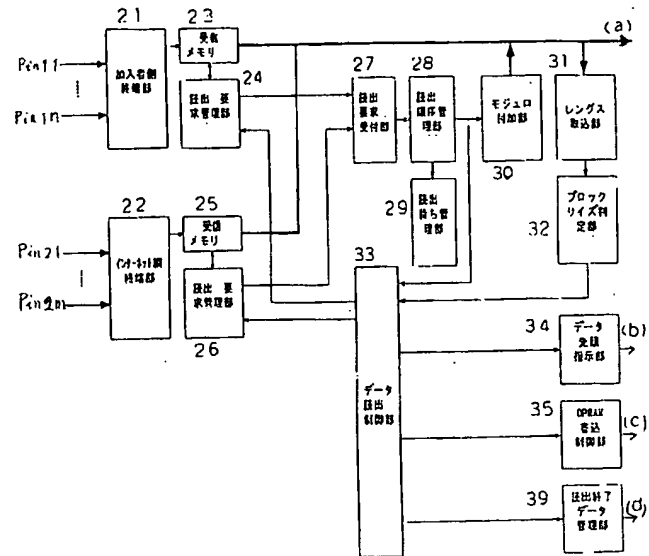 21
23
加入者側
終端部
Pin11
Pin1n
受信
メモリ
(a)
24
読出 要
求管理部
27
読出
要求
受付部
28
読出
順序管
理部
モジュロ
付加部
30
31
レングス
取込部
29
読出
待ち管
理部
32
ブロック
サイズ判
定部
22
25
受信
メモリ
インターネット側
終端部
Pin21
Pin2m
読出 要
求管理部
26
33
データ
読出
制御部
34
データ
受信
指示部
(b)
35
書込
制御部
(c)
39
読出終了
データ
管理部
(d)